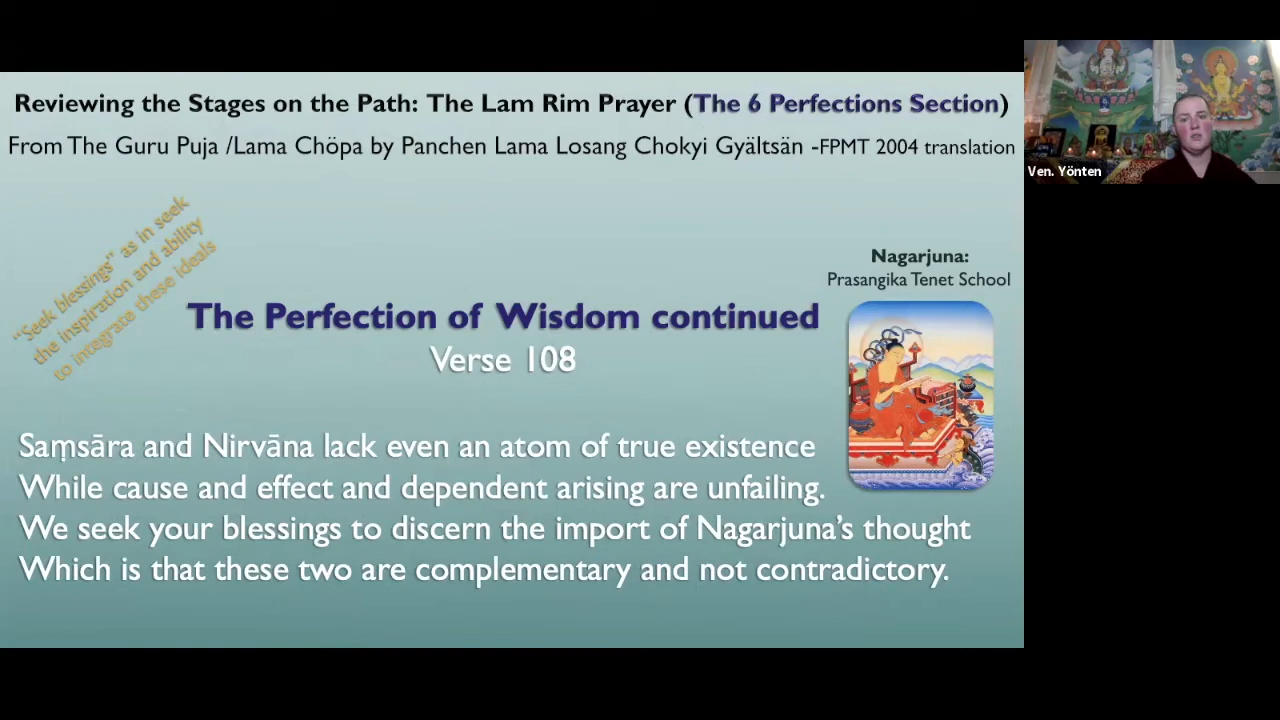 Reviewing the Stages on the Path: The Lam Rim Prayer (The 6 Perfections Section)
From The Guru Puja /Lama Chöpa by Panchen Lama Losang Chokyi Gyältsän -FPMT 2004 translation
Ven. Yönten
"Seek blessings" as in seek
the inspiration and ability
to integrate these ideals
Nagarjuna:
Prasangika Tenet School
The Perfection of Wisdom continued
Verse 108
Saṃsāra and Nirvāna lack even an atom of true existence
While cause and effect and dependent arising are unfailing.
We seek your blessings to discern the import of Nagarjuna's thought
Which is that these two are complementary and not contradictory.